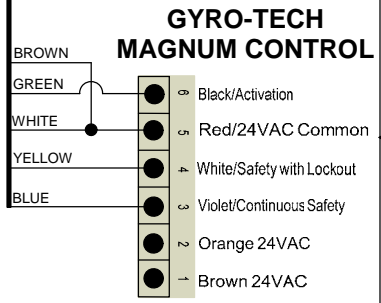 GYRO-TECH
MAGNUM CONTROL
BROWN
GREEN
6 Black/Activation
WHITE
5 Red/24VAC Common
YELLOW
4 White/Safety with Lockout
BLUE
3 Violet/Continuous Safety
2 Orange 24VAC
1 Brown 24VAC